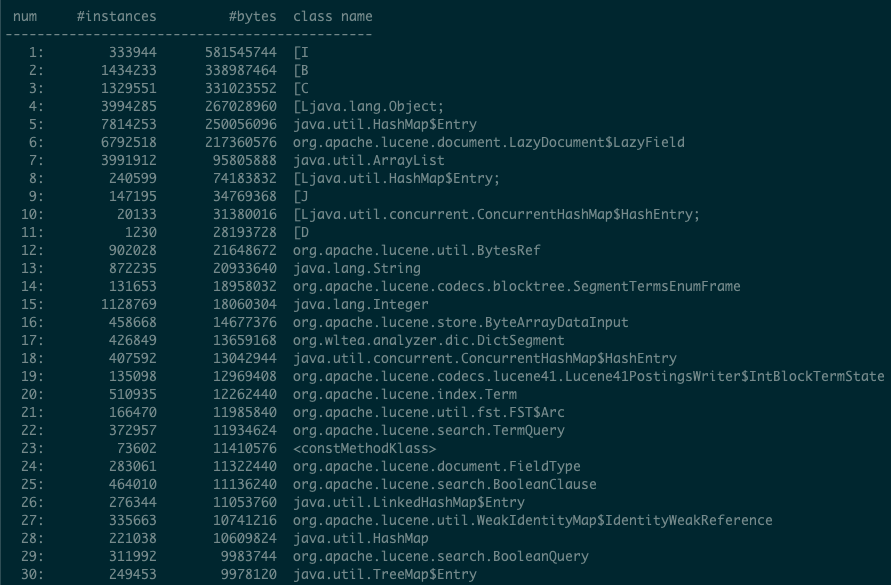 num #instances #bytes class name
----------------------------------------------
1: 333944 581545744 [I
2: 1434233 338987464 [B
3: 1329551 331023552 [C
4: 3994285 267028960 [Ljava.lang.Object;
5: 7814253 250056096 java.util.HashMap$Entry
6: 6792518 217360576 org.apache.lucene.document.LazyDocument$LazyField
7: 3991912 95805888 java.util.ArrayList
8: 240599 74183832 [Ljava.util.HashMap$Entry;
9: 147195 34769368 [J
10: 20133 31380016 [Ljava.util.concurrent.ConcurrentHashMap$HashEntry;
11: 1230 28193728 [D
12: 902028 21648672 org.apache.lucene.util.BytesRef
13: 872235 20933640 java.lang.String
14: 131653 18958032 org.apache.lucene.codecs.blocktree.SegmentTermsEnumFrame
15: 1128769 18060304 java.lang.Integer
16: 458668 14677376 org.apache.lucene.store.ByteArrayDataInput
17: 426849 13659168 org.wltea.analyzer.dic.DictSegment
18: 407592 13042944 java.util.concurrent.ConcurrentHashMap$HashEntry
19: 135098 12969408 org.apache.lucene.codecs.lucene41.Lucene41PostingsWriter$IntBlockTermState
20: 510935 12262440 org.apache.lucene.index.Term
21: 166470 11985840 org.apache.lucene.util.fst.FST$Arc
22: 372957 11934624 org.apache.lucene.search.TermQuery
23: 73602 11410576 <constMethodKlass>
24: 283061 11322440 org.apache.lucene.document.FieldType
25: 464010 11136240 org.apache.lucene.search.BooleanClause
26: 276344 11053760 java.util.LinkedHashMap$Entry
27: 335663 10741216 org.apache.lucene.util.WeakIdentityMap$IdentityWeakReference
28: 221038 10609824 java.util.HashMap
29: 311992 9983744 org.apache.lucene.search.BooleanQuery
30: 249453 9978120 java.util.TreeMap$Entry